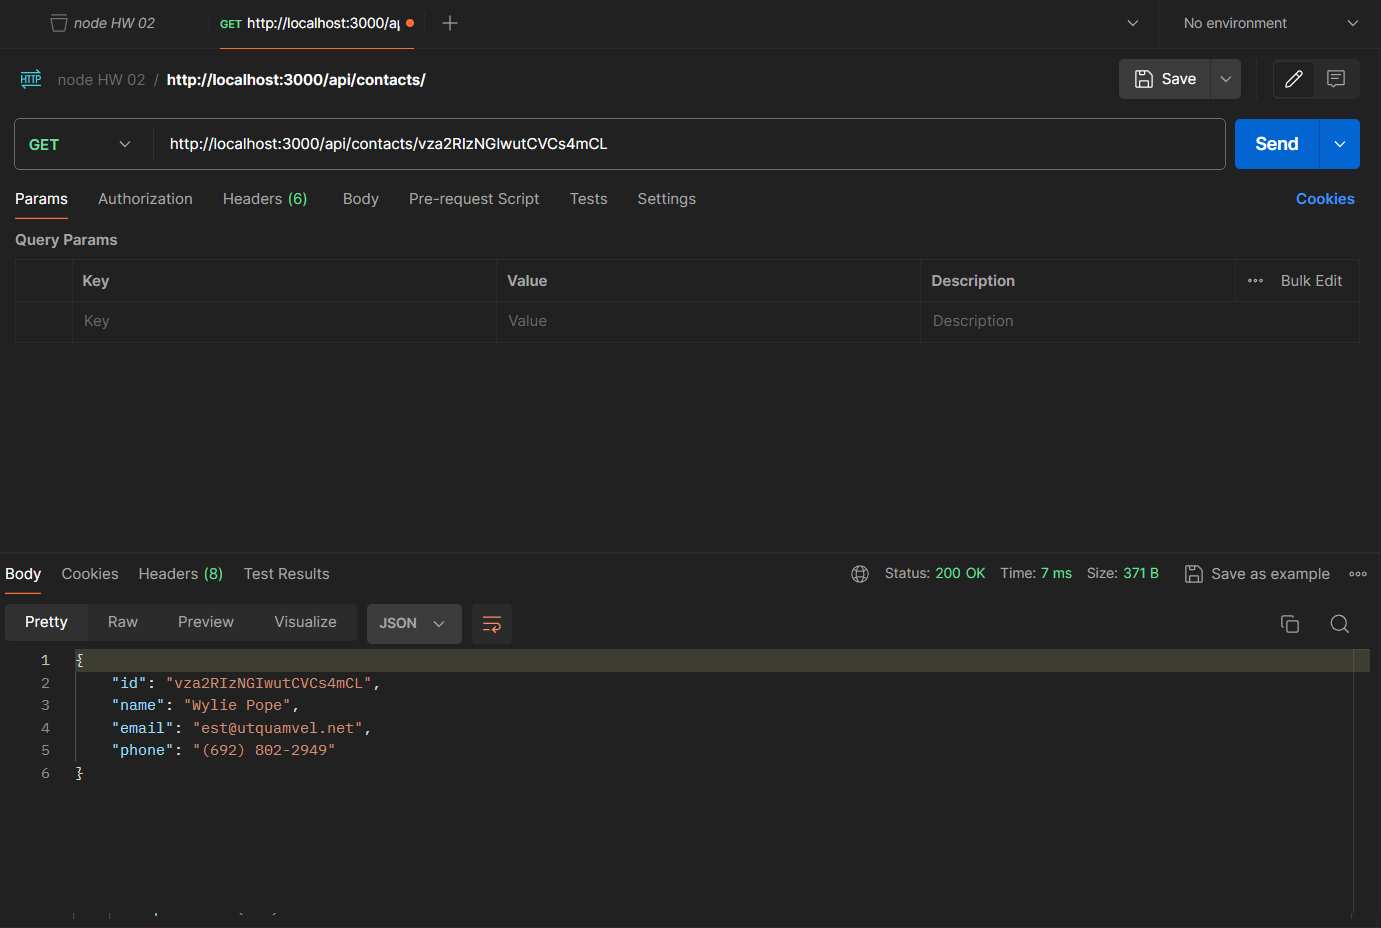 node HW 02
GET http://localhost:3000/ap
No environment
HTTP node HW 02 / http://localhost:3000/api/contacts/
Save
GET http://localhost:3000/api/contacts/vza2RIzNGIwutCVCs4mCL
Send
Params Authorization Headers (6) Body Pre-request Script Tests Settings Cookies
Query Params
Key Value Description Bulk Edit
Key Value Description
Body Cookies Headers (8) Test Results Status: 200 OK Time: 7 ms Size: 371 B Save as example
Pretty Raw Preview Visualize JSON
1 {
2 "id": "vza2RIzNGIwutCVCs4mCL",
3 "name": "Wylie Pope",
4 "email": "est@utquamvel.net",
5 "phone": "(692) 802-2949"
6 }